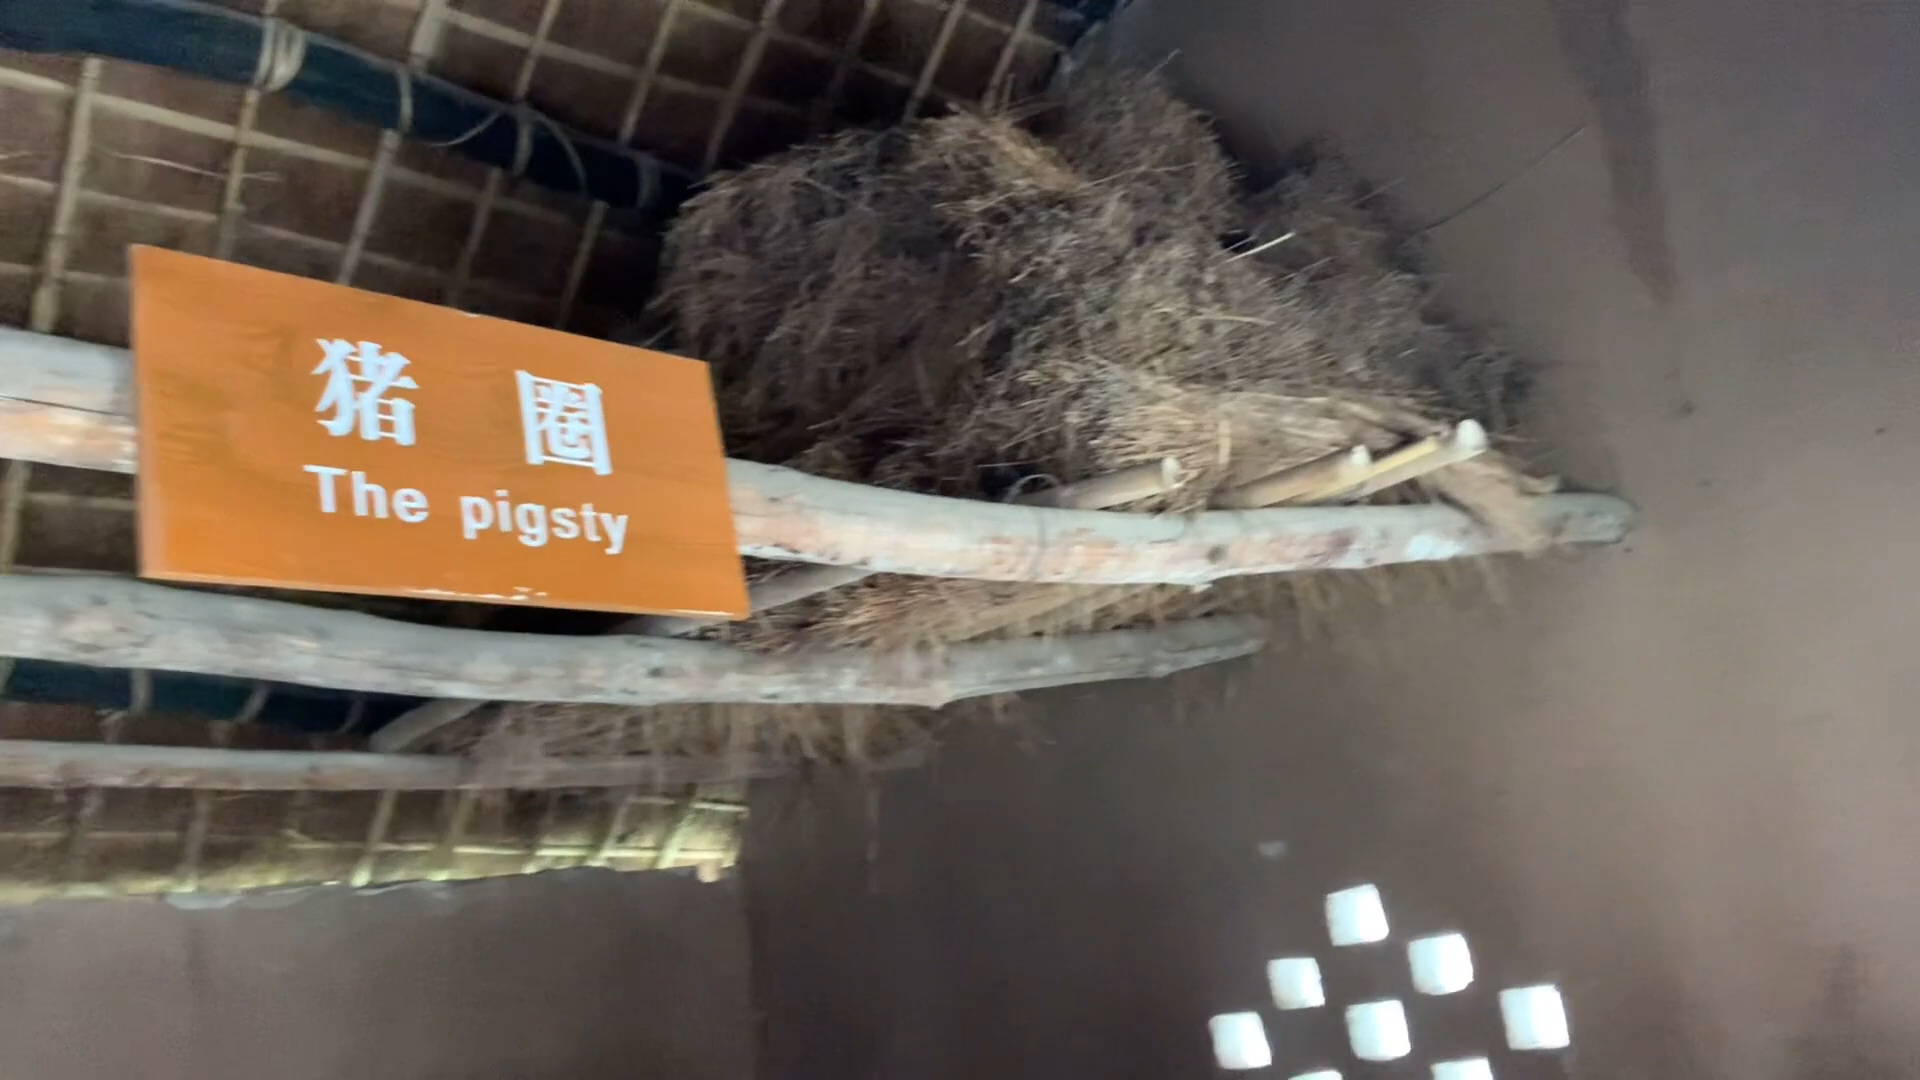 猪 圈
The pigsty